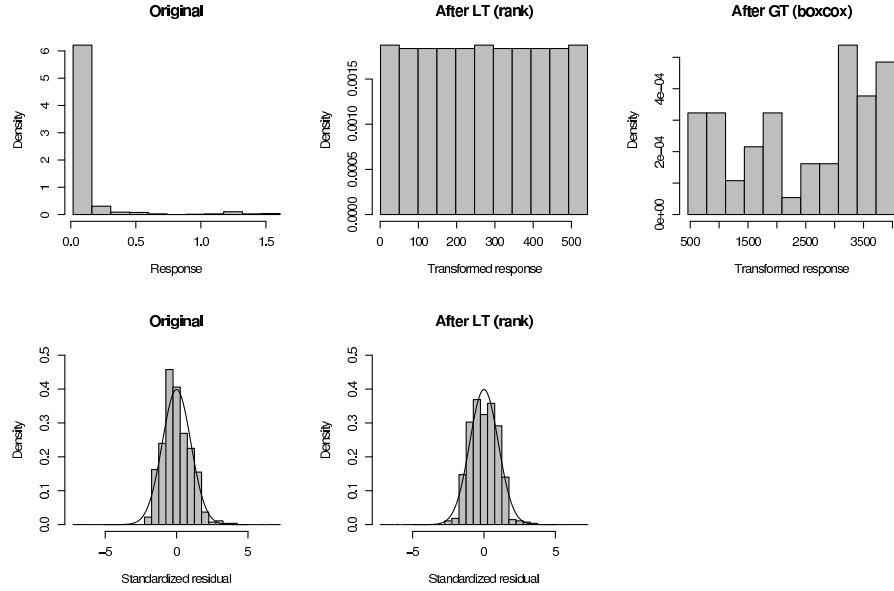 Original
Density
0
1
2
3
4
5
6
0.0
0.5
1.0
1.5
Response
After LT (rank)
Density
0.0000
0.0005
0.0010
0.0015
0
100
200
300
400
500
Transformed response
After GT (boxcox)
Density
0e+00
2e−04
4e−04
500
1500
2500
3500
Transformed response
Original
Density
0.0
0.1
0.2
0.3
0.4
0.5
−5
0
5
Standardized residual
After LT (rank)
Density
0.0
0.1
0.2
0.3
0.4
0.5
−5
0
5
Standardized residual